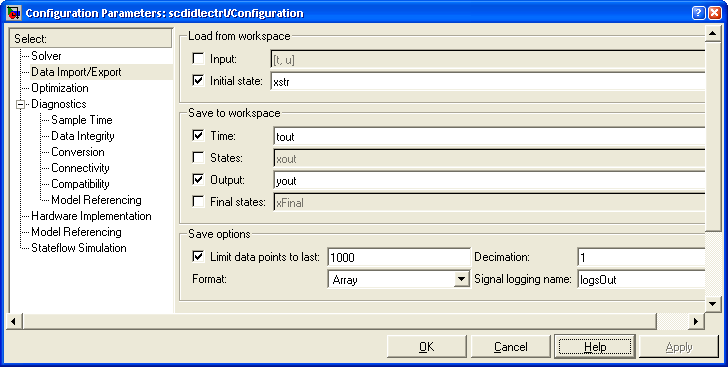 Configuration Parameters: scdidlectrl/Configuration
Select:
Solver
Data Import/Export
Optimization
Diagnostics
Sample Time
Data Integrity
Conversion
Connectivity
Compatibility
Model Referencing
Hardware Implementation
Model Referencing
Stateflow Simulation
Load from workspace
Input: [t, u]
Initial state: xstr
Save to workspace
Time: tout
States: xout
Output: yout
Final states: xFinal
Save options
Limit data points to last: 1000 Decimation: 1
Format: Array Signal logging name: logsOut
OK Cancel Help Apply